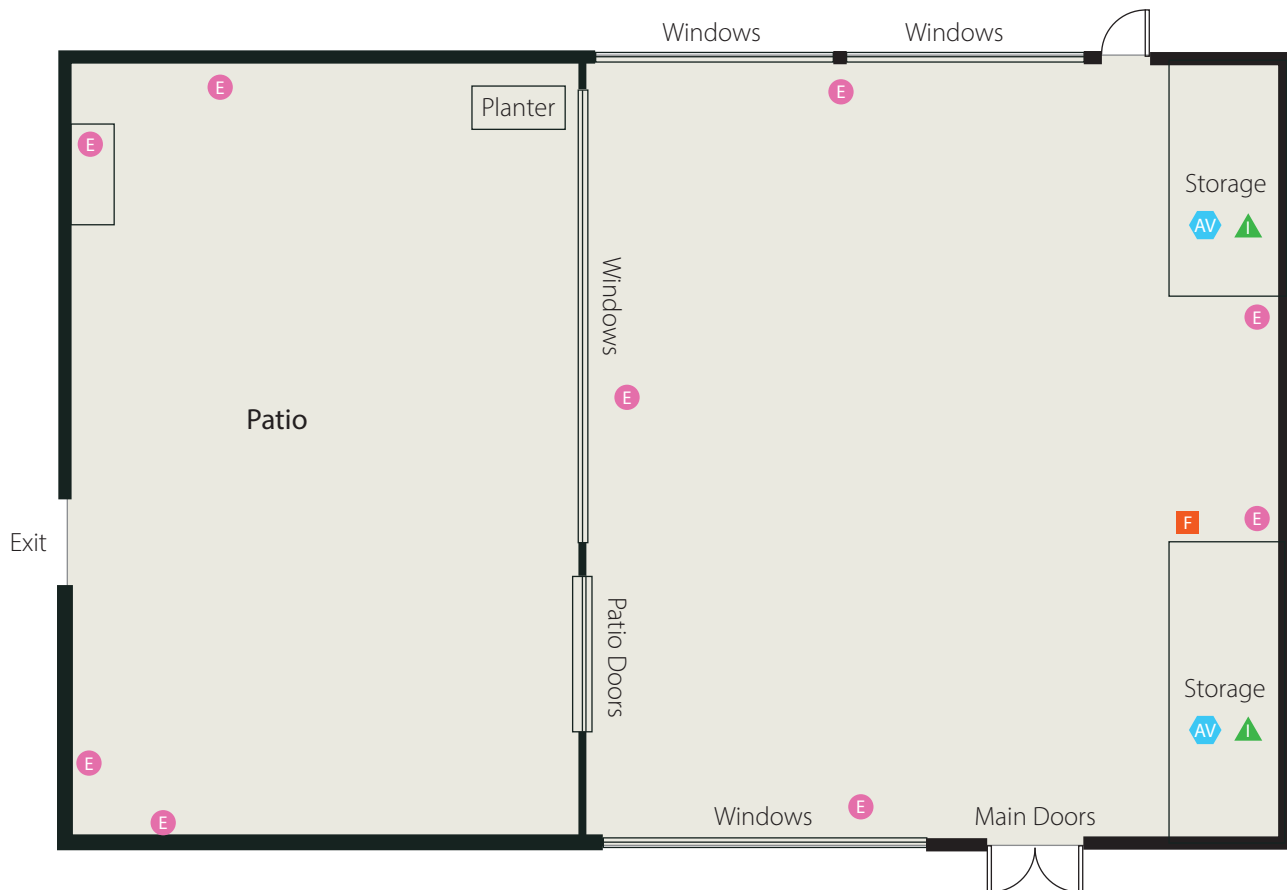 Windows
Windows
E
E
Planter
E
Storage
AV
I
Windows
E
E
Patio
F
E
Exit
Patio Doors
Storage
AV
I
E
E
Windows
E
Main Doors